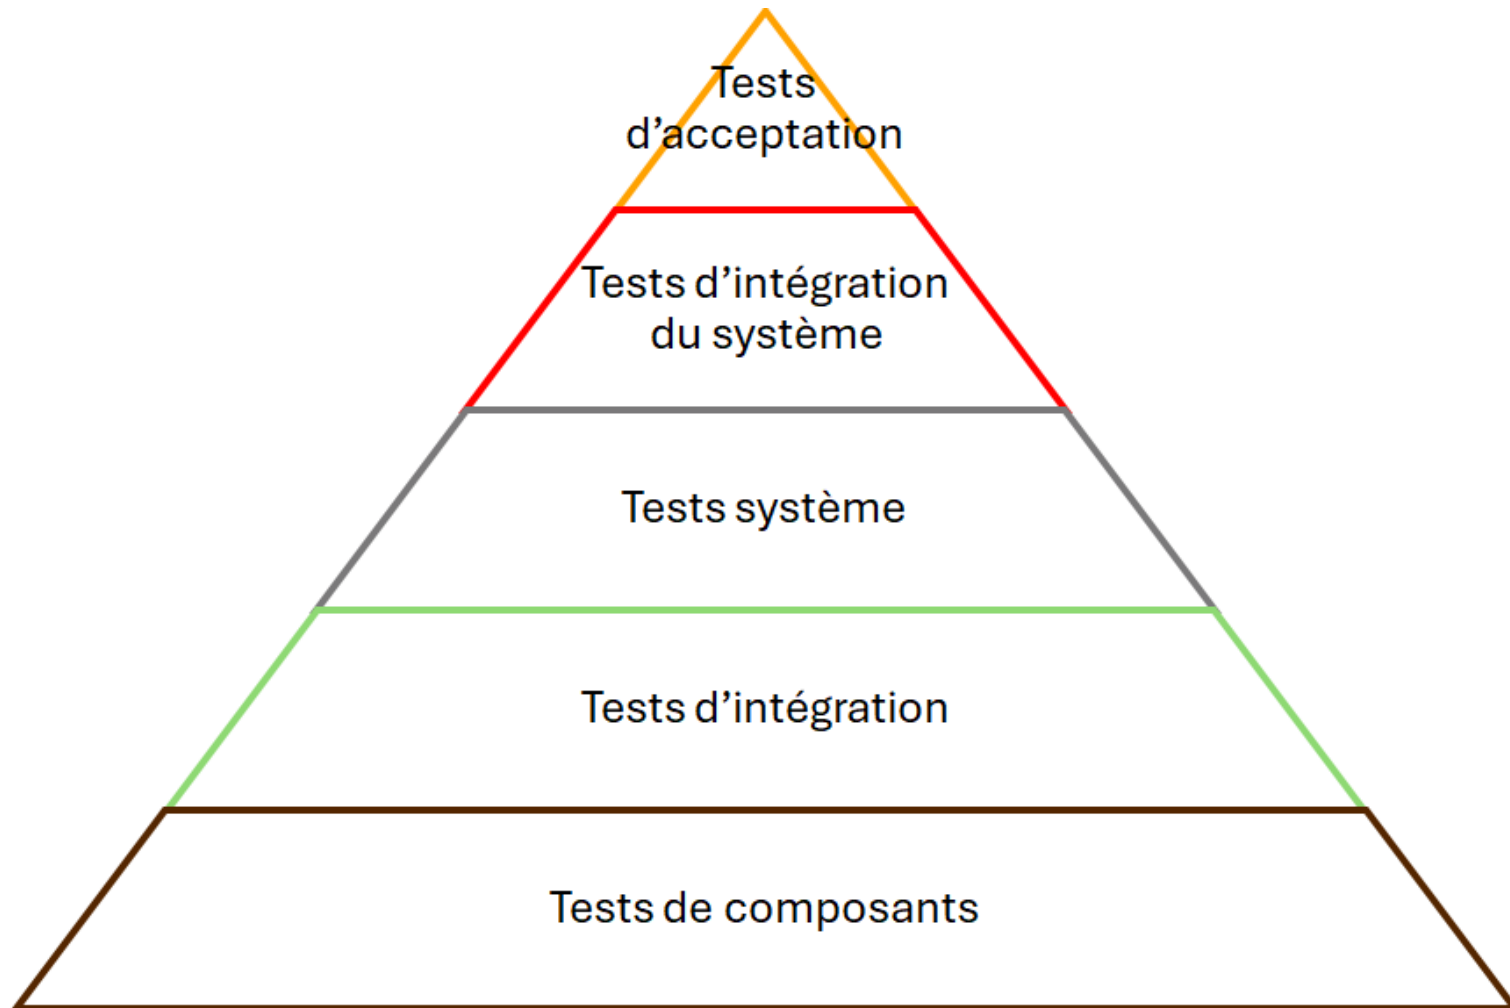 Tests
d’acceptation
Tests d’intégration
du système
Tests système
Tests d’intégration
Tests de composants